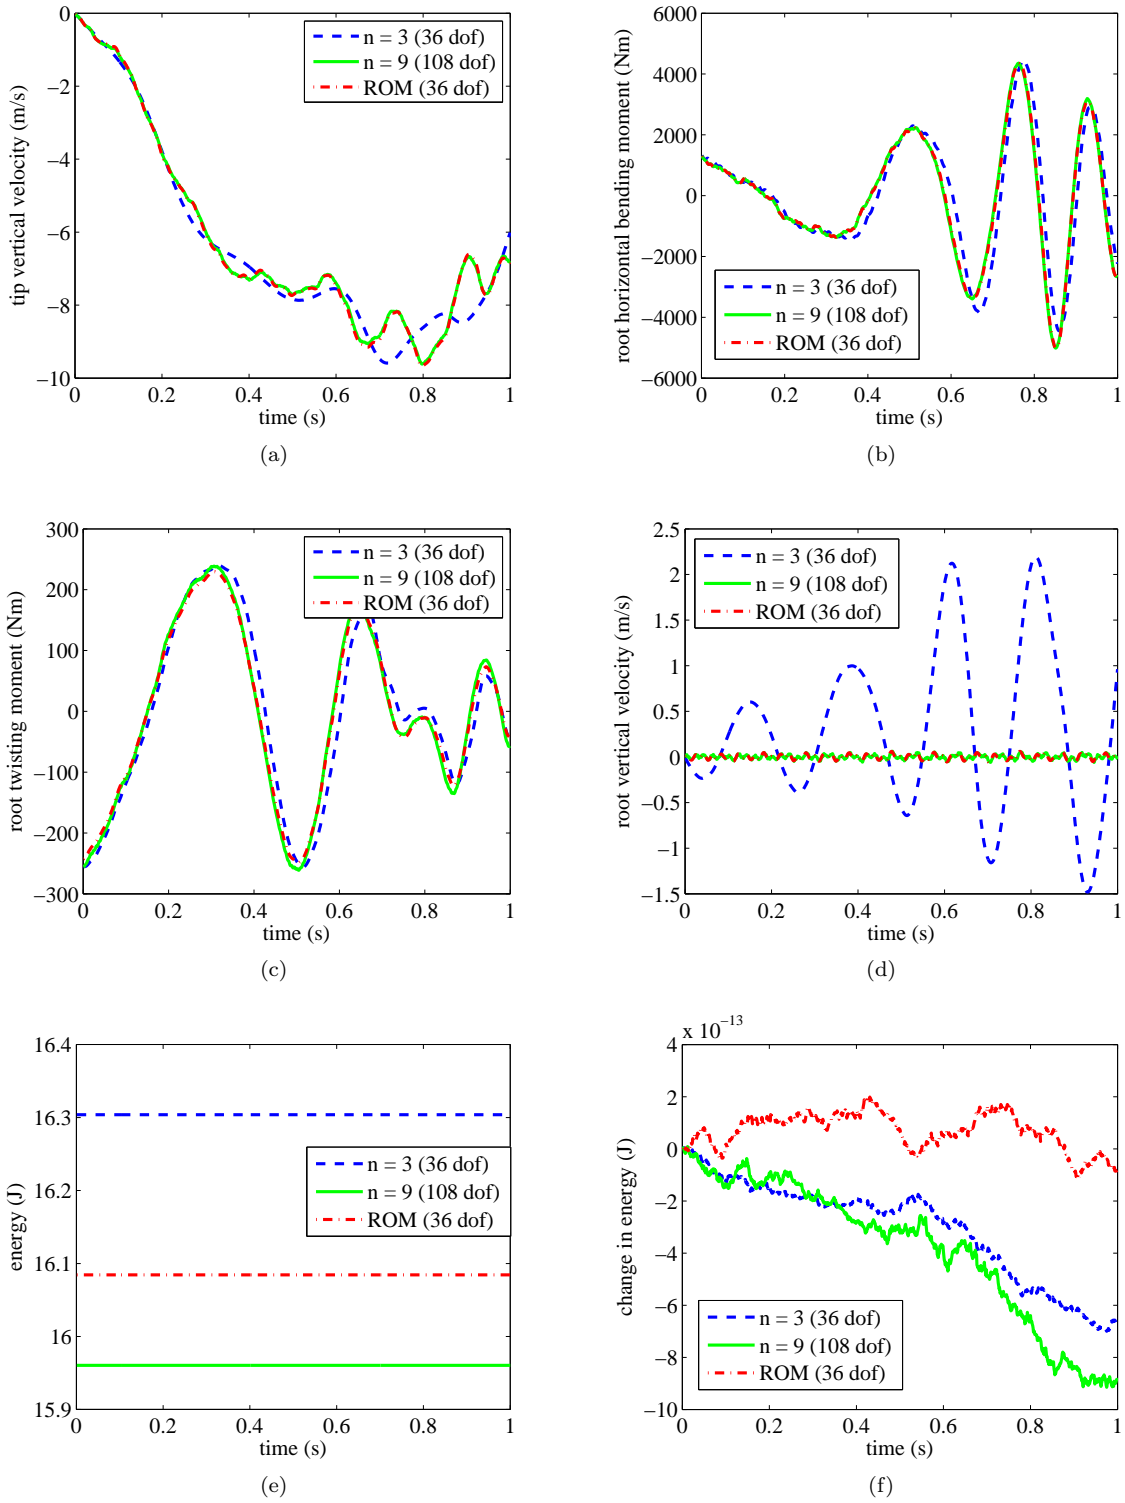 0
−2
−4
−6
−8
−10
0 0.2 0.4 0.6 0.8 1
tip vertical velocity (m/s)
time (s)
n = 3 (36 dof)
n = 9 (108 dof)
ROM (36 dof)
(a)
6000
4000
2000
0
−2000
−4000
−6000
0 0.2 0.4 0.6 0.8 1
root horizontal bending moment (Nm)
time (s)
n = 3 (36 dof)
n = 9 (108 dof)
ROM (36 dof)
(b)
300
200
100
0
−100
−200
−300
0 0.2 0.4 0.6 0.8 1
root twisting moment (Nm)
time (s)
n = 3 (36 dof)
n = 9 (108 dof)
ROM (36 dof)
(c)
2.5
2
1.5
1
0.5
0
−0.5
−1
−1.5
0 0.2 0.4 0.6 0.8 1
root vertical velocity (m/s)
time (s)
n = 3 (36 dof)
n = 9 (108 dof)
ROM (36 dof)
(d)
16.4
16.3
16.2
16.1
16
15.9
0 0.2 0.4 0.6 0.8 1
energy (J)
time (s)
n = 3 (36 dof)
n = 9 (108 dof)
ROM (36 dof)
(e)
x 10−13
4
2
0
−2
−4
−6
−8
−10
0 0.2 0.4 0.6 0.8 1
change in energy (J)
time (s)
n = 3 (36 dof)
n = 9 (108 dof)
ROM (36 dof)
(f)